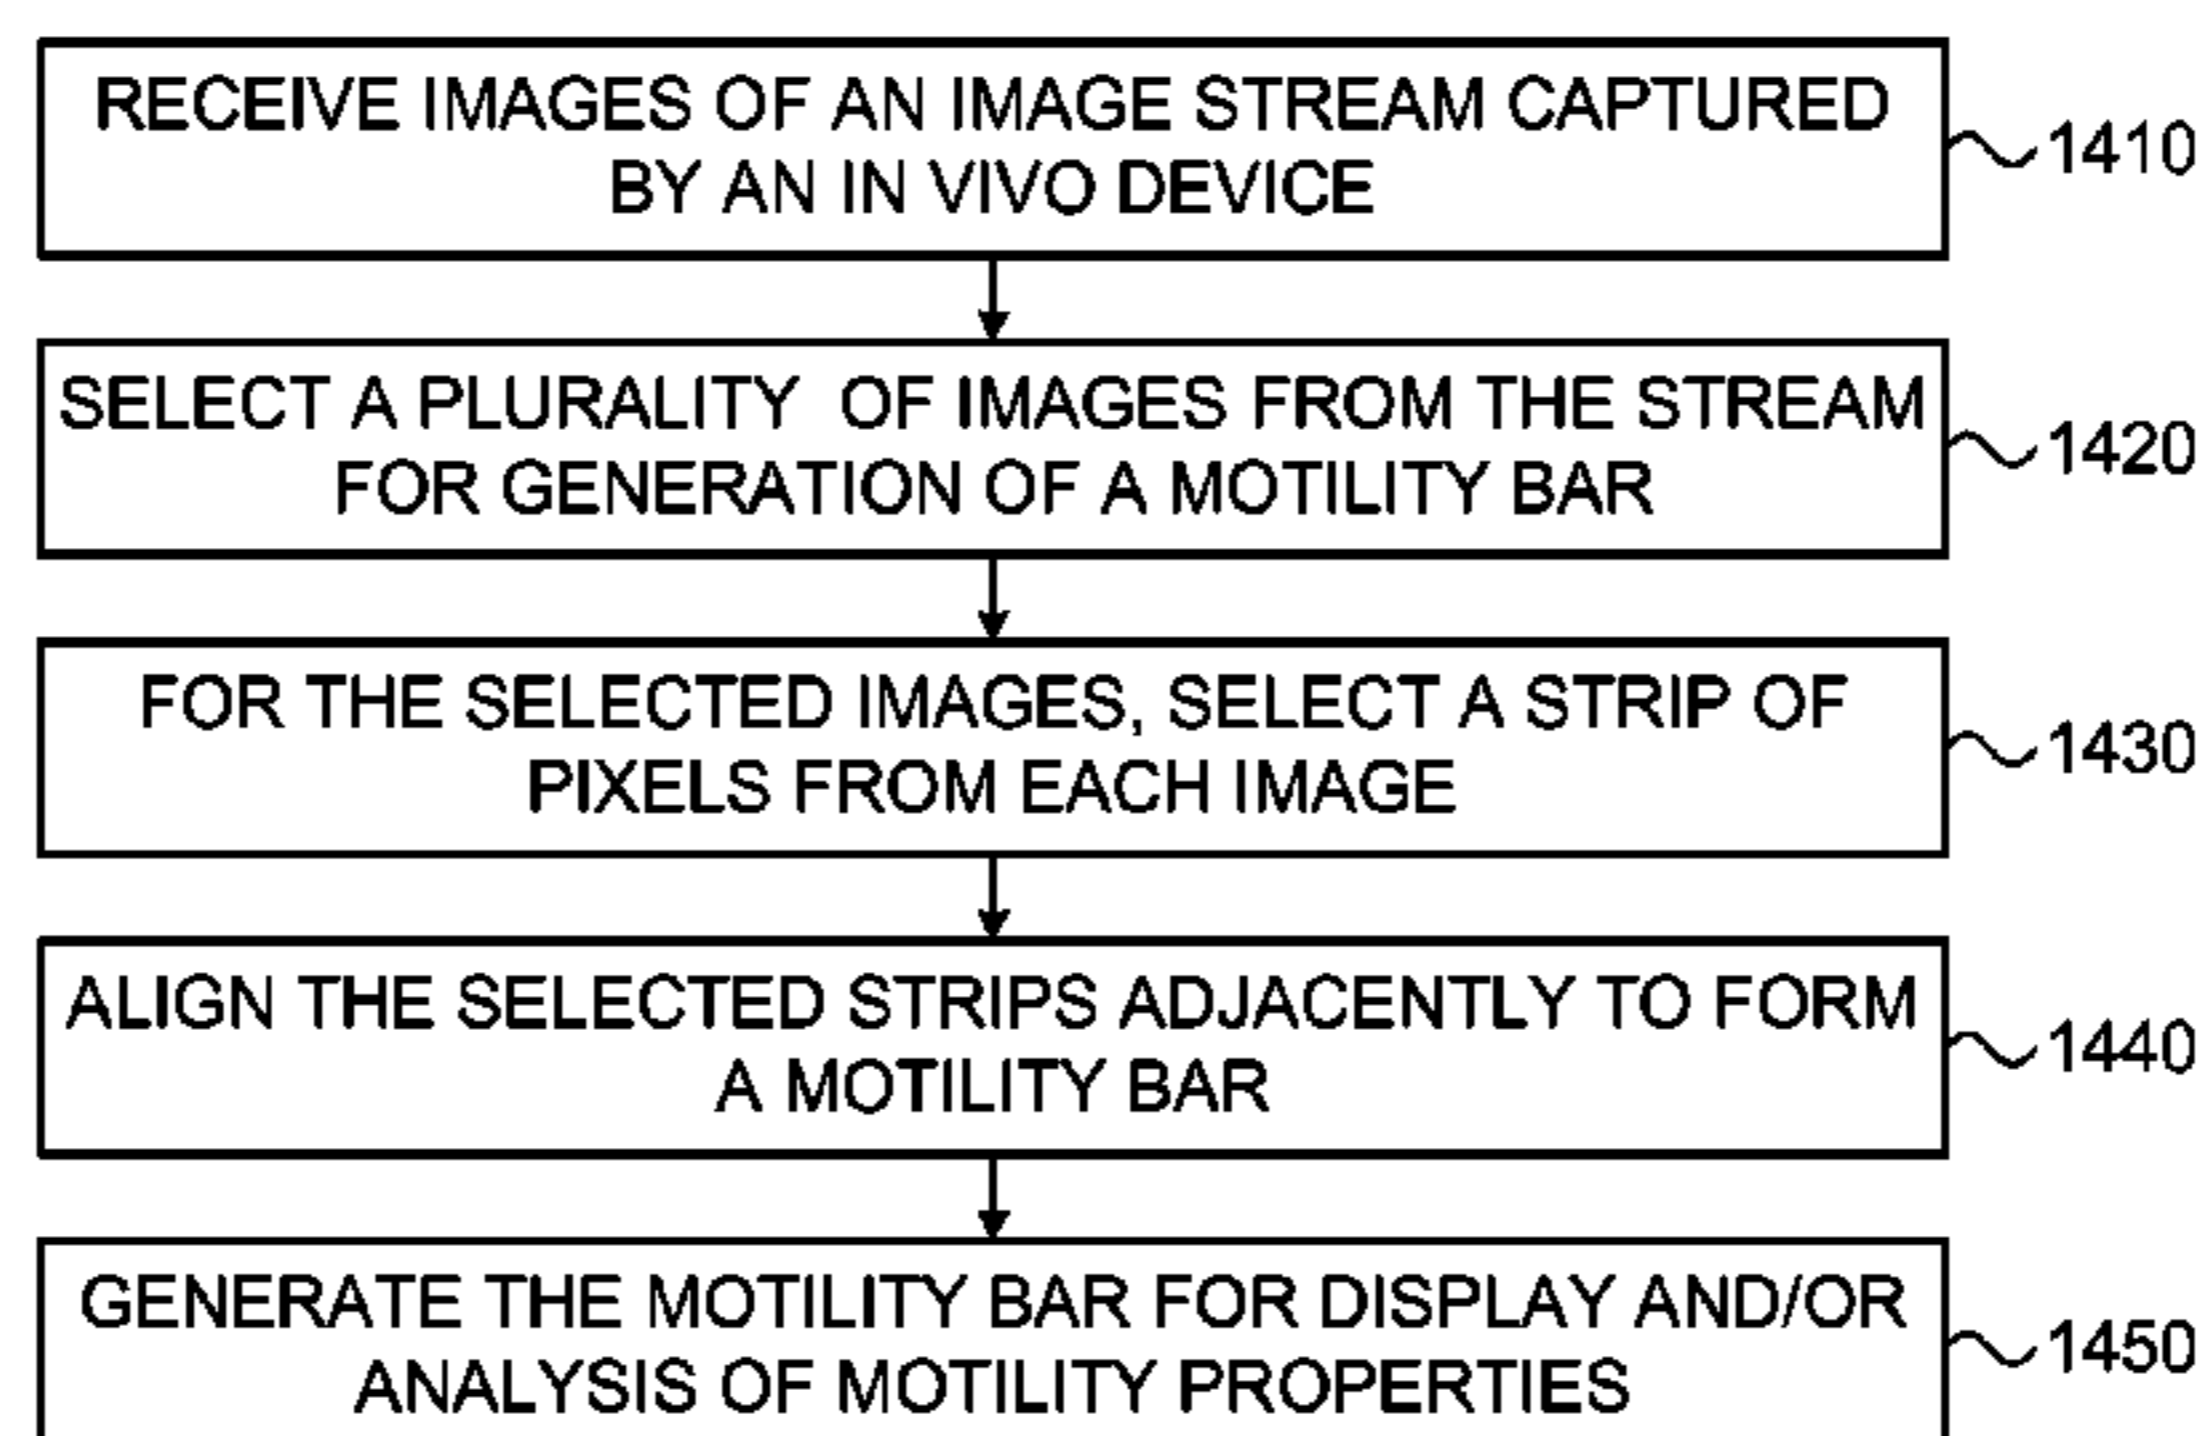 RECEIVE IMAGES OF AN IMAGE STREAM CAPTURED
BY AN IN VIVO DEVICE
1410
SELECT A PLURALITY OF IMAGES FROM THE STREAM
FOR GENERATION OF A MOTILITY BAR
1420
FOR THE SELECTED IMAGES, SELECT A STRIP OF
PIXELS FROM EACH IMAGE
1430
ALIGN THE SELECTED STRIPS ADJACENTLY TO FORM
A MOTILITY BAR
1440
GENERATE THE MOTILITY BAR FOR DISPLAY AND/OR
ANALYSIS OF MOTILITY PROPERTIES
1450